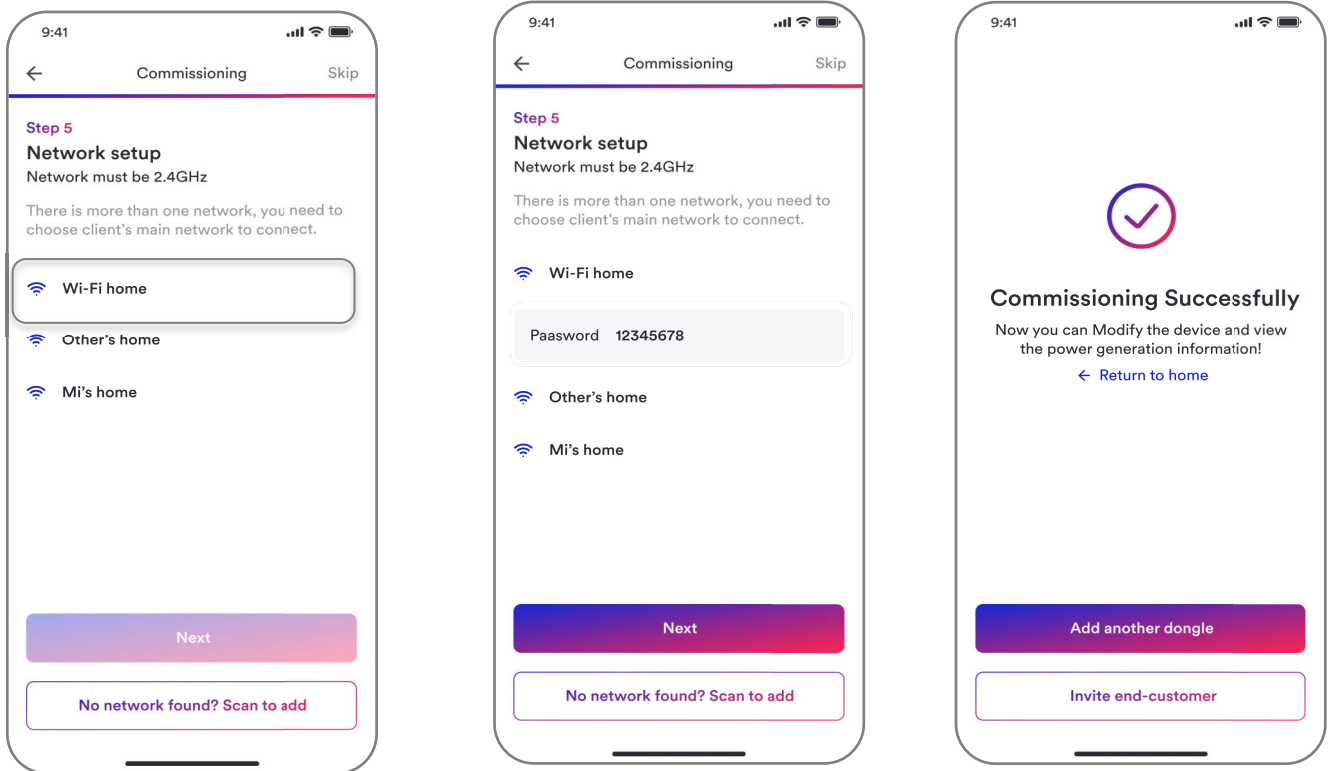 9:41
Commissioning
Skip
Step 5
Network setup
Network must be 2.4GHz
There is more than one network, you need to
choose client's main network to connect.
Wi-Fi home
Other's home
Mi's home
Next
No network found? Scan to add
9:41
Commissioning
Skip
Step 5
Network setup
Network must be 2.4GHz
There is more than one network, you need to
choose client's main network to connect.
Wi-Fi home
Paasword 12345678
Other's home
Mi's home
Next
No network found? Scan to add
9:41
Commissioning Successfully
Now you can Modify the device and view
the power generation information!
← Return to home
Add another dongle
Invite end-customer